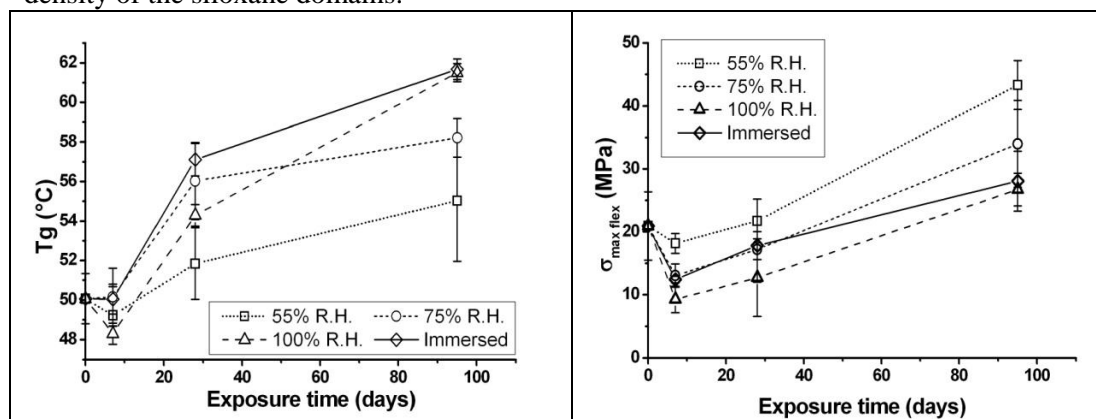 density of the siloxane domains.
62
60
58
56
54
52
50
48
Tg (°C)
55% R.H. 75% R.H.
100% R.H. Immersed
0 20 40 60 80 100
Exposure time (days)
50
40
30
20
10
0
σmax flex (MPa)
55% R.H.
75% R.H.
100% R.H.
Immersed
0 20 40 60 80 100
Exposure time (days)